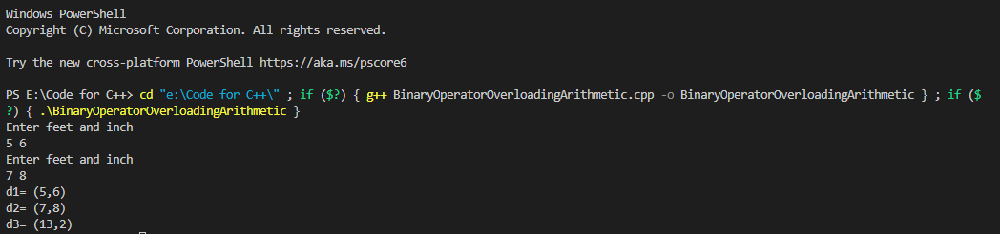 Windows PowerShell
Copyright (C) Microsoft Corporation. All rights reserved.
Try the new cross-platform PowerShell https://aka.ms/pscore6
PS E:\Code for C++> cd "e:\Code for C++\" ; if ($?) { g++ BinaryOperatorOverloadingArithmetic.cpp -o BinaryOperatorOverloadingArithmetic } ; if ($
?) { .\BinaryOperatorOverloadingArithmetic }
Enter feet and inch
5 6
Enter feet and inch
7 8
d1= (5,6)
d2= (7,8)
d3= (13,2)